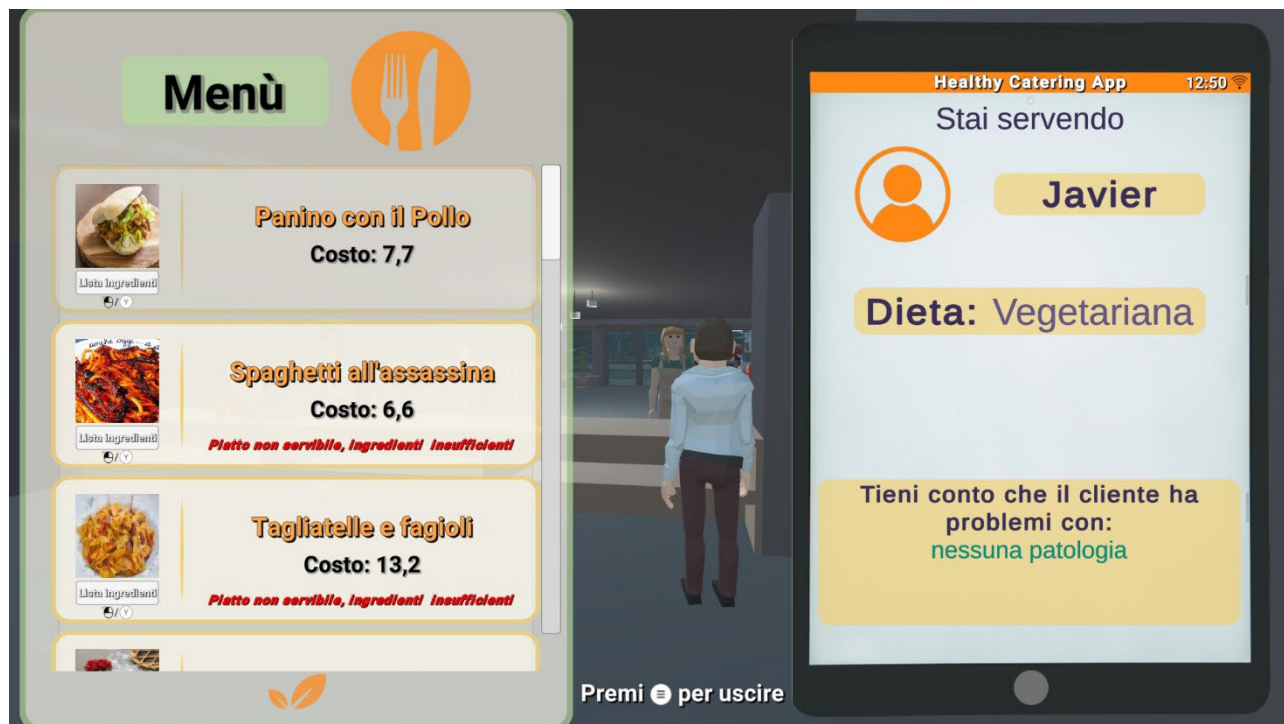 Menù
Panino con il Pollo
Costo: 7,7
Lista ingredienti
/ Y
Spaghetti all'assassina
Costo: 6,6
Piatto non servibile, ingredienti insufficienti
Lista ingredienti
/ Y
Tagliatelle e fagioli
Costo: 13,2
Piatto non servibile, ingredienti insufficienti
Lista ingredienti
/ Y
Premi per uscire
Healthy Catering App 12:50
Stai servendo
Javier
Dieta: Vegetariana
Tieni conto che il cliente ha
problemi con:
nessuna patologia